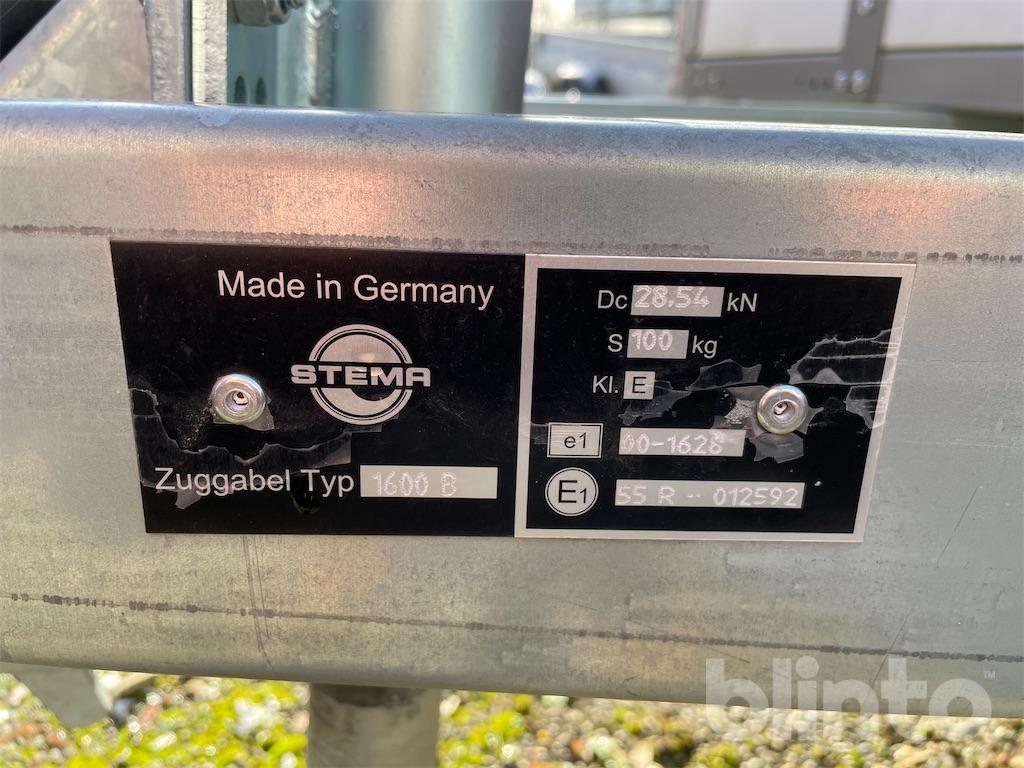 Made in Germany
STEMA
Zuggabel Typ 1600 B
Dc 28.54 kN
S 100 kg
Kl. E
e1 00-1628
E1 55 R - 012592
blinto™